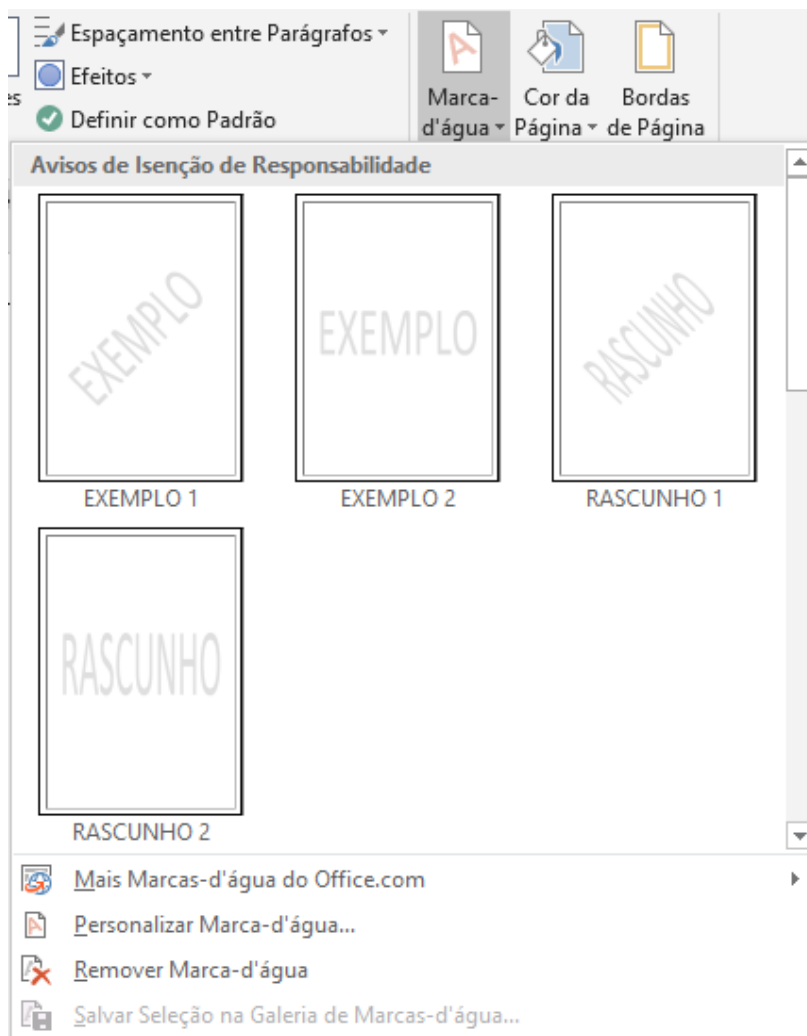 Espaçamento entre Parágrafos
Efeitos
es
Definir como Padrão
Marca-
d'água
Cor da
Página
Bordas
de Página
Avisos de Isenção de Responsabilidade
EXEMPLO
EXEMPLO
RASCUNHO
EXEMPLO 1
EXEMPLO 2
RASCUNHO 1
RASCUNHO
RASCUNHO 2
Mais Marcas-d'água do Office.com
Personalizar Marca-d'água...
Remover Marca-d'água
Salvar Seleção na Galeria de Marcas-d'água...